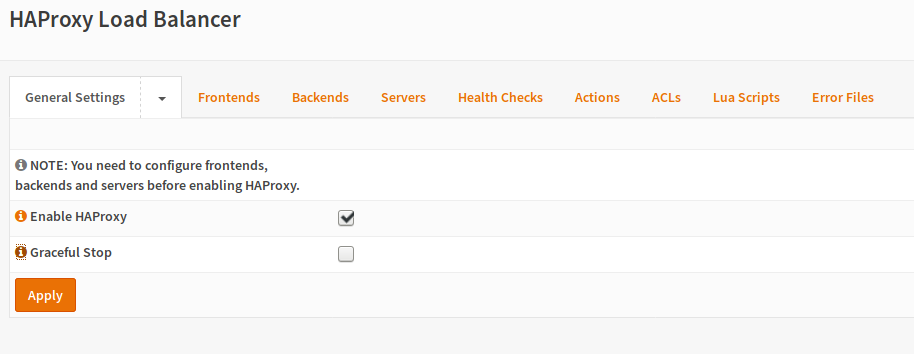 HAProxy Load Balancer
General Settings Frontends Backends Servers Health Checks Actions ACLs Lua Scripts Error Files
NOTE: You need to configure frontends,
backends and servers before enabling HAProxy.
Enable HAProxy
Graceful Stop
Apply